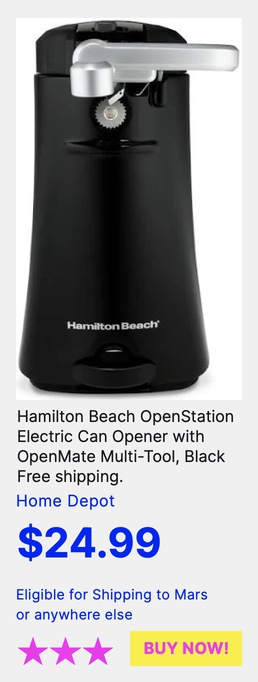 Hamilton Beach
Hamilton Beach OpenStation
Electric Can Opener with
OpenMate Multi-Tool, Black
Free shipping.
Home Depot
$24.99
Eligible for Shipping to Mars
or anywhere else
BUY NOW!